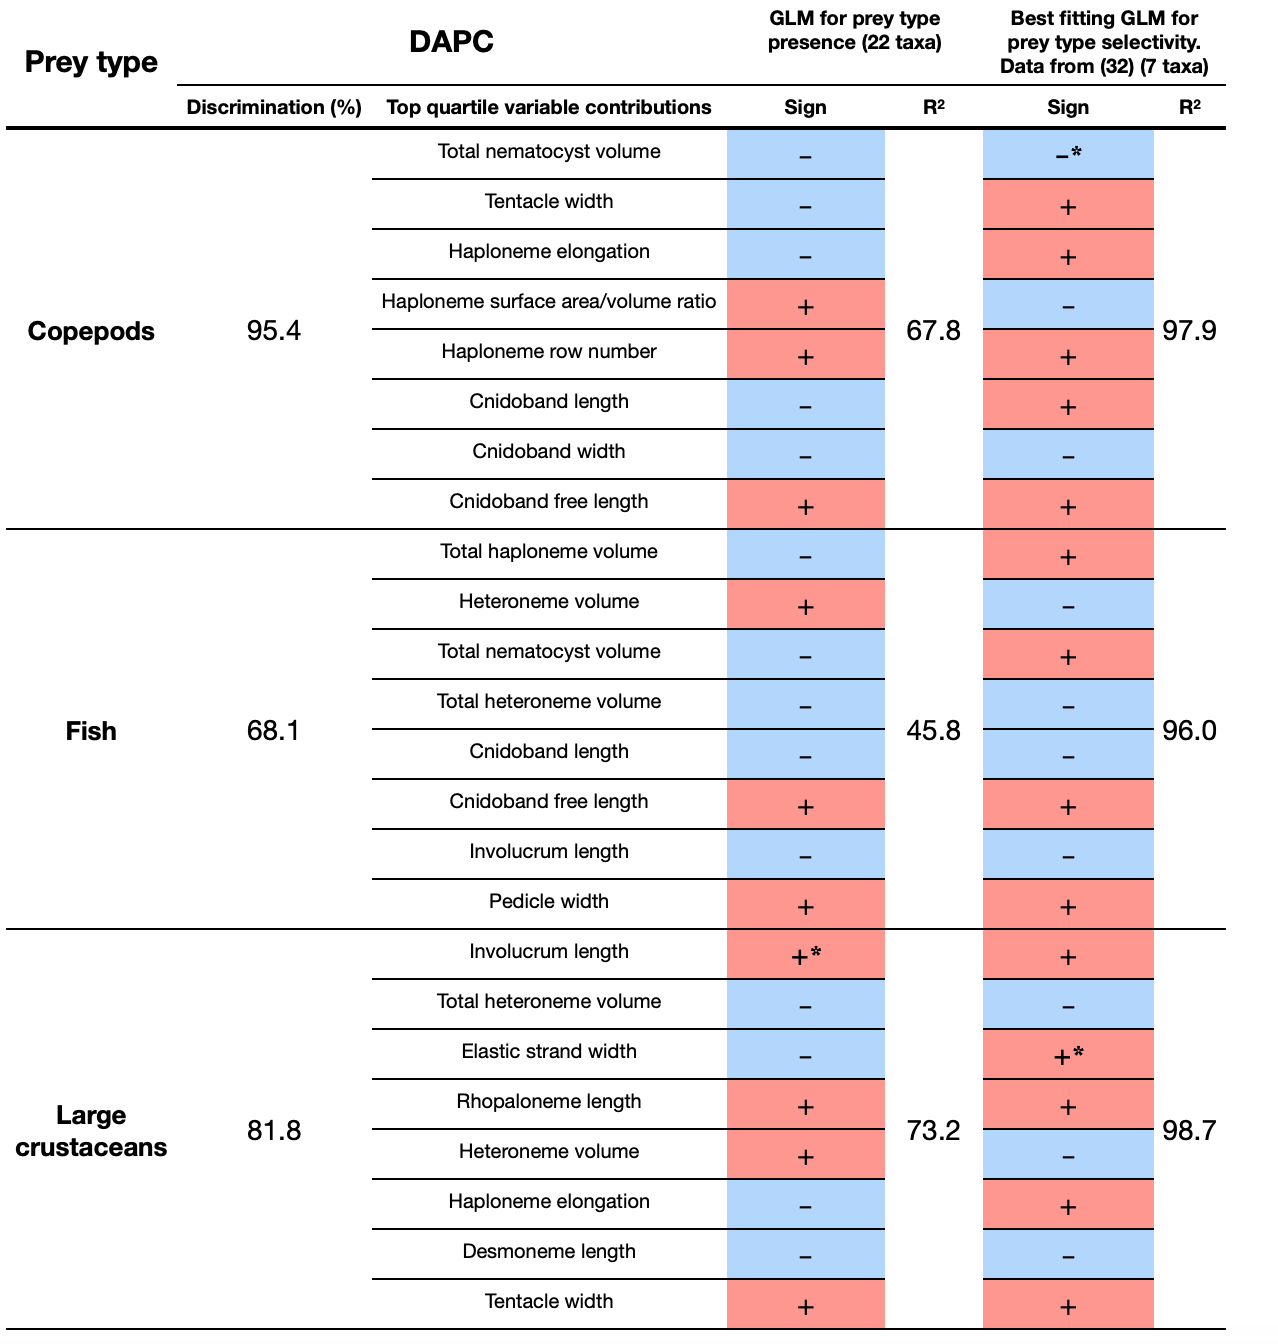 Prey type
DAPC
GLM for prey type
presence (22 taxa)
Best fitting GLM for
prey type selectivity.
Data from (32) (7 taxa)
Discrimination (%) Top quartile variable contributions Sign R² Sign R²
Copepods 95.4
Total nematocyst volume – –*
Tentacle width – +
Haploneme elongation – +
Haploneme surface area/volume ratio + –
67.8 97.9
Haploneme row number + +
Cnidoband length – +
Cnidoband width – –
Cnidoband free length + +
Fish 68.1
Total haploneme volume – +
Heteroneme volume + –
Total nematocyst volume – +
Total heteroneme volume – –
45.8 96.0
Cnidoband length – –
Cnidoband free length + +
Involucrum length – –
Pedicle width + +
Large
crustaceans
81.8
Involucrum length +* +
Total heteroneme volume – –
Elastic strand width – +*
Rhopaloneme length + +
73.2 98.7
Heteroneme volume + –
Haploneme elongation – +
Desmoneme length – –
Tentacle width + +